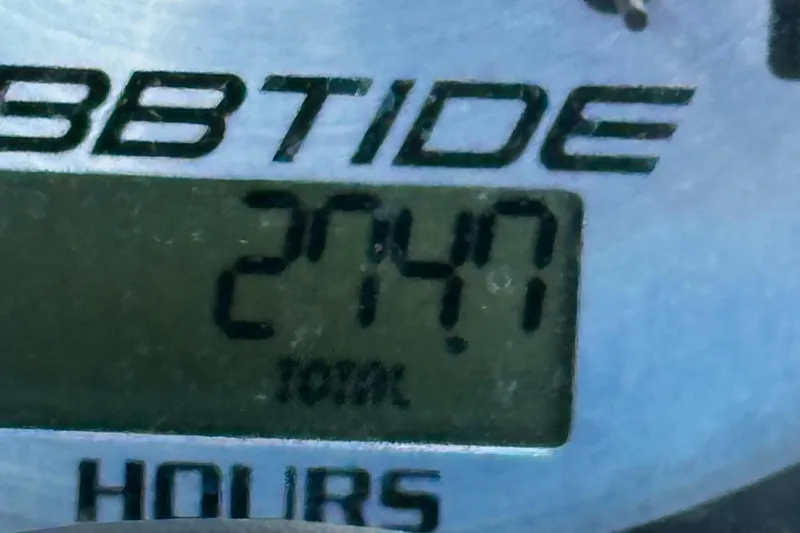 BBTIDE
274.7
TOTAL
HOURS